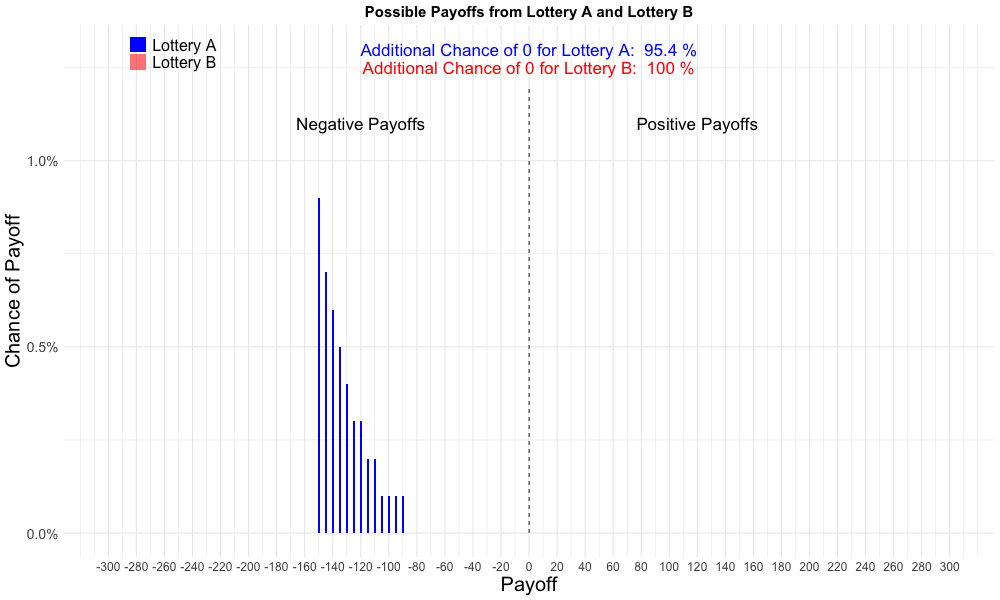 Possible Payoffs from Lottery A and Lottery B
Lottery A
Lottery B
Additional Chance of 0 for Lottery A:  95.4 %
Additional Chance of 0 for Lottery B:  100 %
Negative Payoffs
Positive Payoffs
Chance of Payoff
1.0%
0.5%
0.0%
-300 -280 -260 -240 -220 -200 -180 -160 -140 -120 -100 -80 -60 -40 -20 0 20 40 60 80 100 120 140 160 180 200 220 240 260 280 300
Payoff